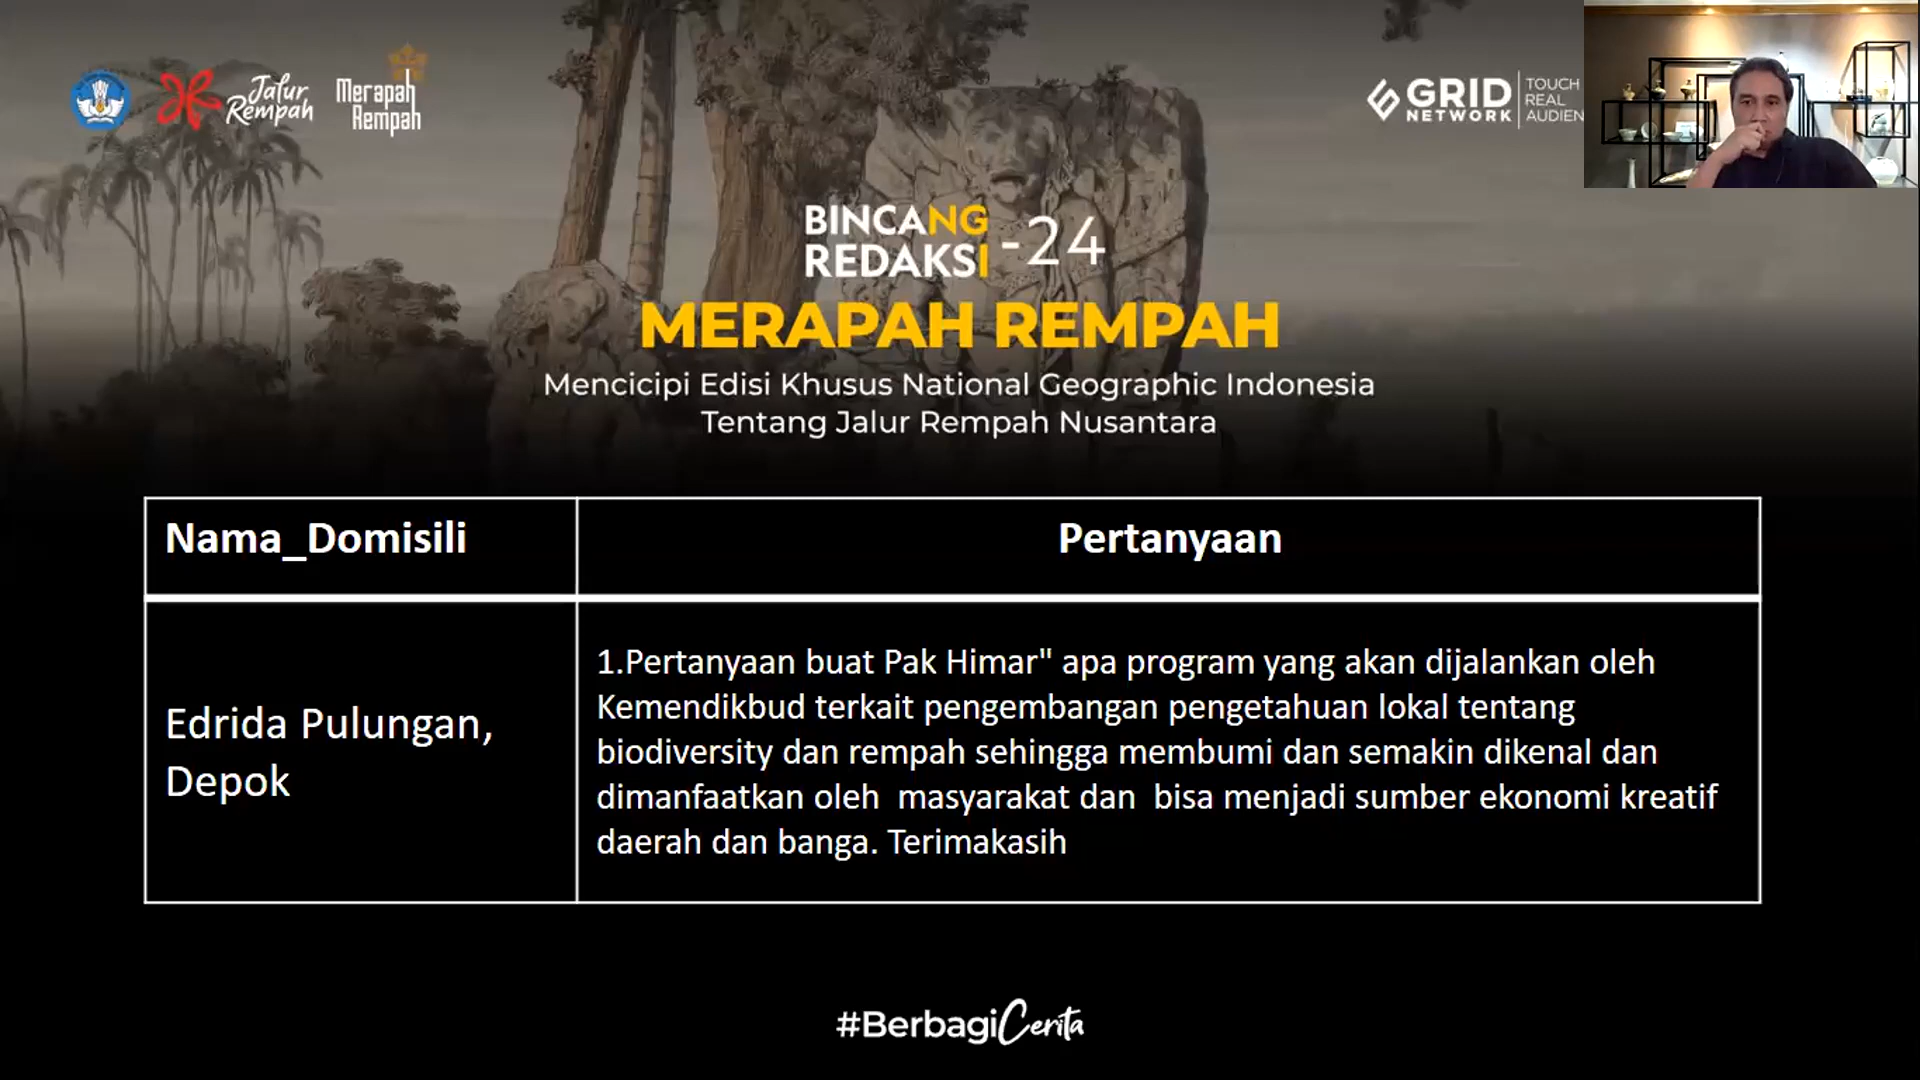 Jalur
Rempah
Merapah
Rempah
GRID
NETWORK
TOUCH
REAL
AUDIEN
BINCANG
REDAKSI -24
MERAPAH REMPAH
Mencicipi Edisi Khusus National Geographic Indonesia
Tentang Jalur Rempah Nusantara
Nama_Domisili
Pertanyaan
Edrida Pulungan,
Depok
1.Pertanyaan buat Pak Himar" apa program yang akan dijalankan oleh
Kemendikbud terkait pengembangan pengetahuan lokal tentang
biodiversity dan rempah sehingga membumi dan semakin dikenal dan
dimanfaatkan oleh  masyarakat dan  bisa menjadi sumber ekonomi kreatif
daerah dan banga. Terimakasih
#BerbagiCerita